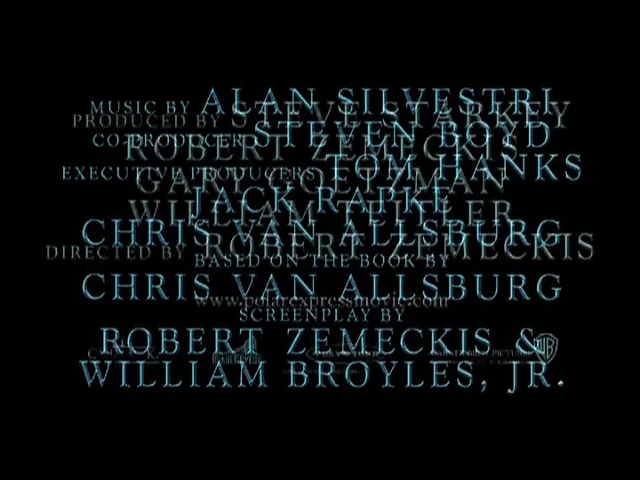 MUSIC BY ALAN SILVESTRI
PRODUCED BY STEVE STARKEY
CO-PRODUCER STEVEN BOYD
ROBERT ZEMECKIS
EXECUTIVE PRODUCERS TOM HANKS
GARY GOETZMAN
JACK RAPKE
WILLIAM TEITLER
CHRIS VAN ALLSBURG
DIRECTED BY ROBERT ZEMECKIS
BASED ON THE BOOK BY
CHRIS VAN ALLSBURG
www.polarexpressmovie.com
SCREENPLAY BY
ROBERT ZEMECKIS &
WILLIAM BROYLES, JR.